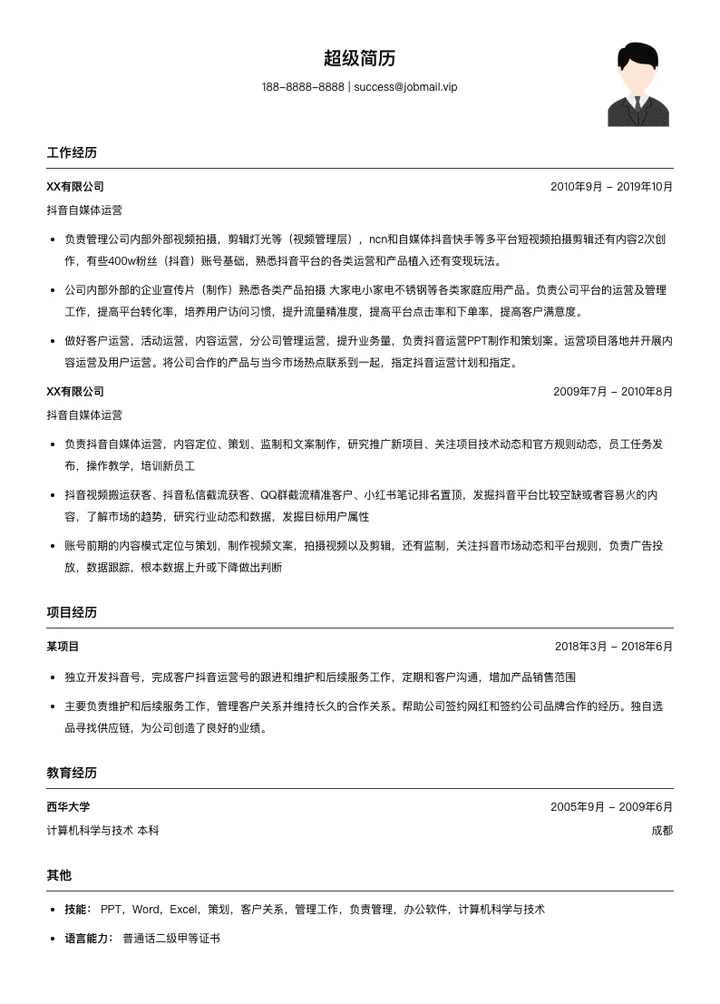 超级简历
188-8888-8888 | success@jobmail.vip
工作经历
XX有限公司 2010年9月 – 2019年10月
抖音自媒体运营
• 负责管理公司内部外部视频拍摄，剪辑灯光等（视频管理层），ncn和自媒体抖音快手等多平台短视频拍摄剪辑还有内容2次创
作，有些400w粉丝（抖音）账号基础，熟悉抖音平台的各类运营和产品植入还有变现玩法。
• 公司内部外部的企业宣传片（制作）熟悉各类产品拍摄 大家电小家电不锈钢等各类家庭应用产品。负责公司平台的运营及管理
工作，提高平台转化率，培养用户访问习惯，提升流量精准度，提高平台点击率和下单率，提高客户满意度。
• 做好客户运营，活动运营，内容运营，分公司管理运营，提升业务量，负责抖音运营PPT制作和策划案。运营项目落地并开展内
容运营及用户运营。将公司合作的产品与当今市场热点联系到一起，指定抖音运营计划和指定。
XX有限公司 2009年7月 – 2010年8月
抖音自媒体运营
• 负责抖音自媒体运营，内容定位、策划、监制和文案制作，研究推广新项目、关注项目技术动态和官方规则动态，员工任务发
布，操作教学，培训新员工
• 抖音视频搬运获客、抖音私信截流获客、QQ群截流精准客户、小红书笔记排名置顶，发掘抖音平台比较空缺或者容易火的内
容，了解市场的趋势，研究行业动态和数据，发掘目标用户属性
• 账号前期的内容模式定位与策划，制作视频文案，拍摄视频以及剪辑，还有监制，关注抖音市场动态和平台规则，负责广告投
放，数据跟踪，根本数据上升或下降做出判断
项目经历
某项目 2018年3月 – 2018年6月
• 独立开发抖音号，完成客户抖音运营号的跟进和维护和后续服务工作，定期和客户沟通，增加产品销售范围
• 主要负责维护和后续服务工作，管理客户关系并维持长久的合作关系。帮助公司签约网红和签约公司品牌合作的经历。独自选
品寻找供应链，为公司创造了良好的业绩。
教育经历
西华大学 2005年9月 – 2009年6月
计算机科学与技术 本科 成都
其他
• 技能： PPT，Word，Excel，策划，客户关系，管理工作，负责管理，办公软件，计算机科学与技术
• 语言能力： 普通话二级甲等证书